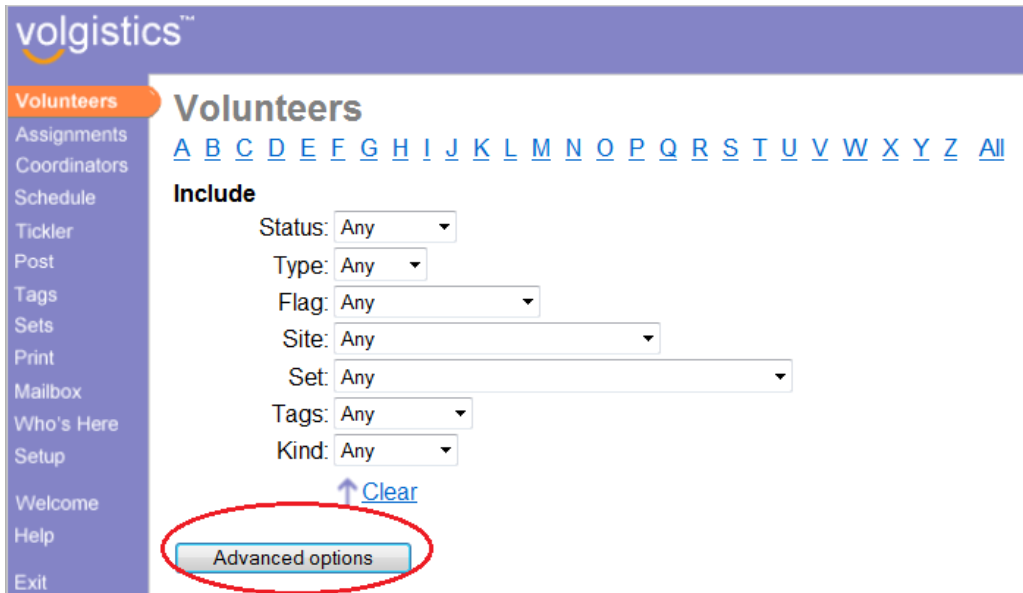 volgistics™
Volunteers
Assignments
Coordinators
Schedule
Tickler
Post
Tags
Sets
Print
Mailbox
Who's Here
Setup
Welcome
Help
Exit
Volunteers
A B C D E F G H I J K L M N O P Q R S T U V W X Y Z All
Include
Status: Any
Type: Any
Flag: Any
Site: Any
Set: Any
Tags: Any
Kind: Any
Clear
Advanced options